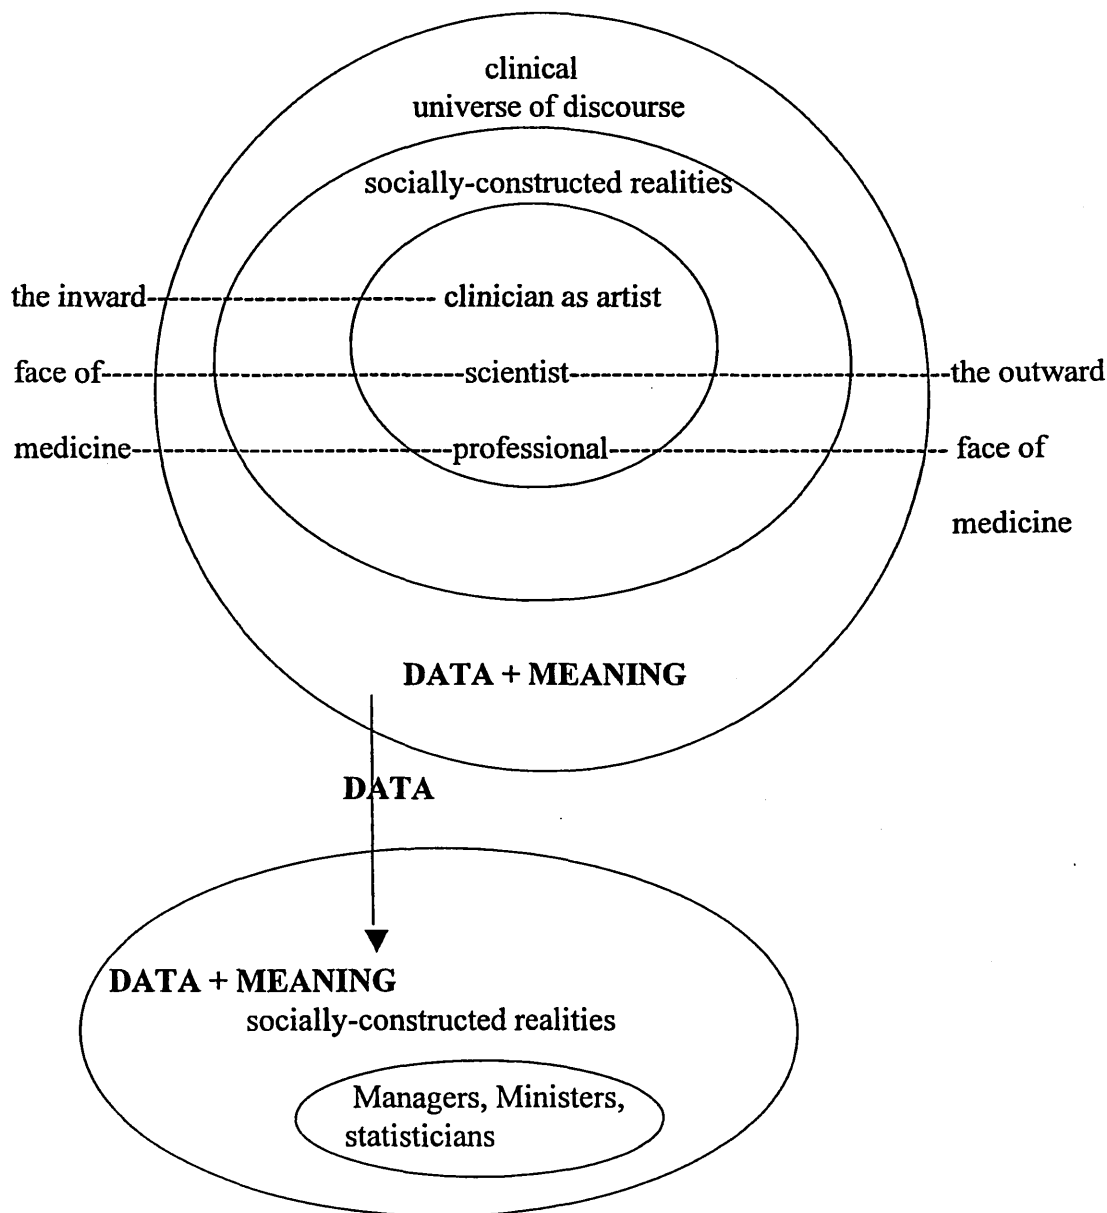 clinical
universe of discourse
socially-constructed realities
the inward clinician as artist
face of scientist the outward
medicine professional face of
medicine
DATA + MEANING
DATA
DATA + MEANING
socially-constructed realities
Managers, Ministers,
statisticians